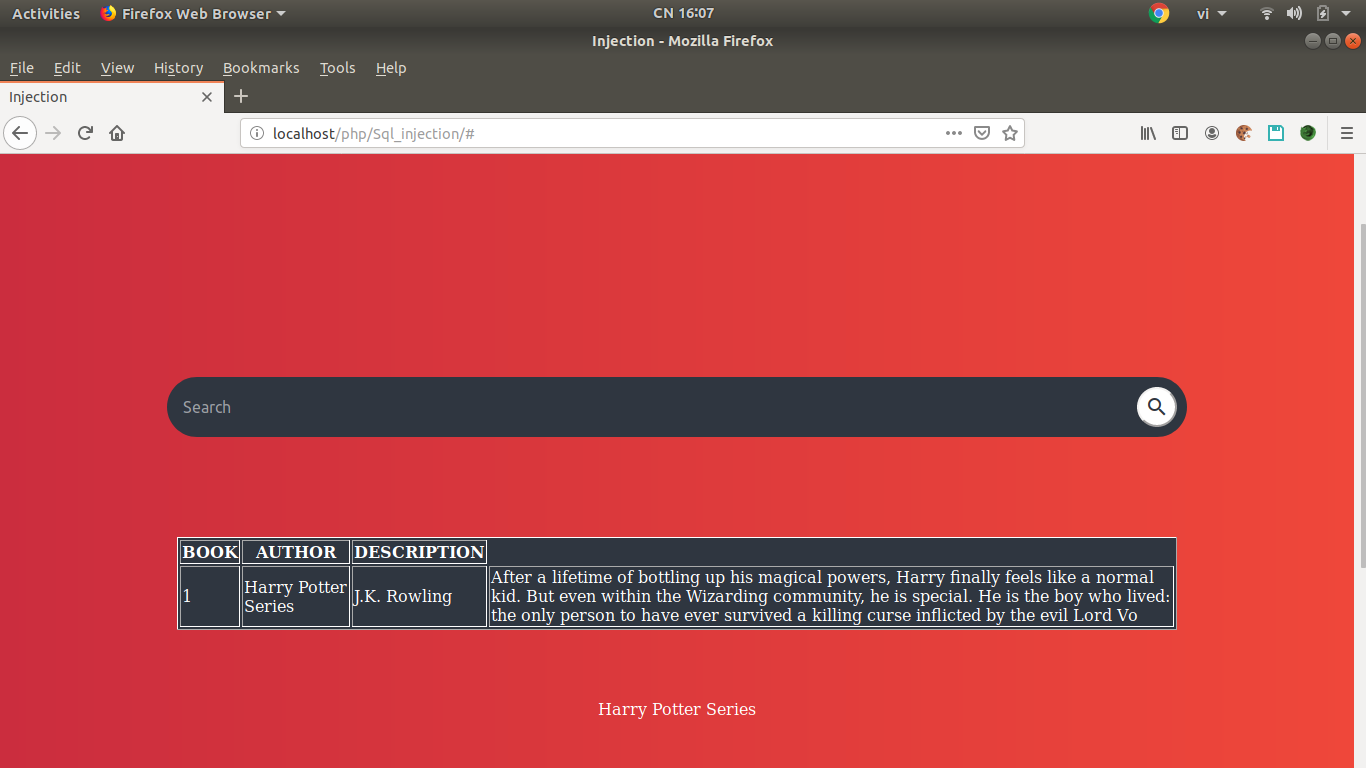 Activities Firefox Web Browser CN 16:07 vi
Injection - Mozilla Firefox
File Edit View History Bookmarks Tools Help
Injection
localhost/php/Sql_injection/#
Search
BOOK AUTHOR DESCRIPTION
1 Harry Potter Series J.K. Rowling After a lifetime of bottling up his magical powers, Harry finally feels like a normal
kid. But even within the Wizarding community, he is special. He is the boy who lived:
the only person to have ever survived a killing curse inflicted by the evil Lord Vo
Harry Potter Series